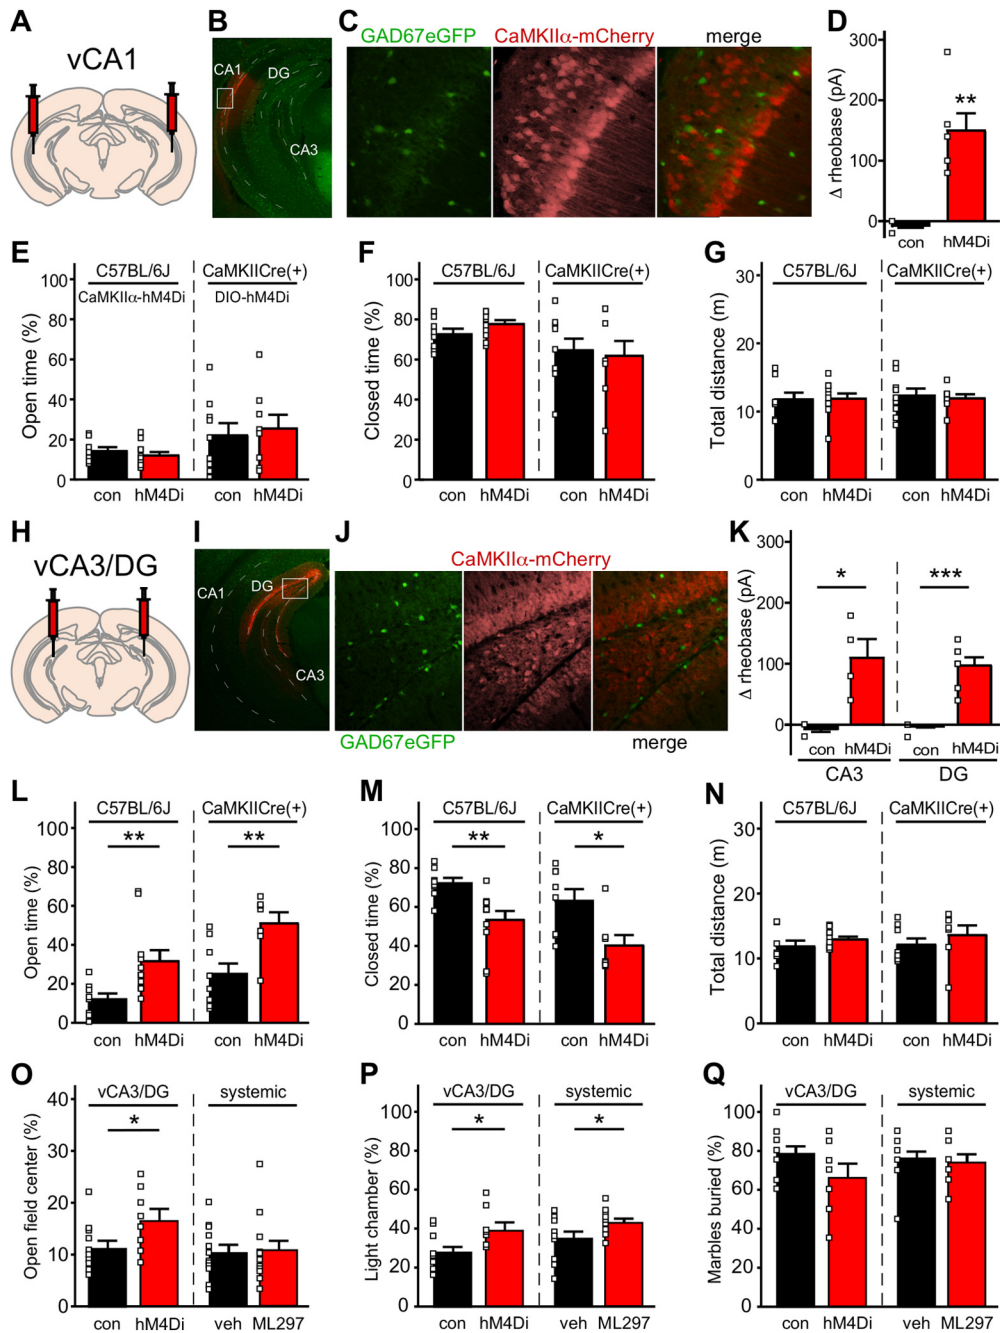 A
vCA1
B
CA1
DG
CA3
C
GAD67eGFP
CaMKIIα-mCherry
merge
D
Δ rheobase (pA)
300
200
100
0
**
con
hM4Di
E
C57BL/6J
CaMKIICre(+)
CaMKIIα-hM4Di
DIO-hM4Di
Open time (%)
100
80
60
40
20
0
con
hM4Di
con
hM4Di
F
C57BL/6J
CaMKIICre(+)
Closed time (%)
100
80
60
40
20
0
con
hM4Di
con
hM4Di
G
C57BL/6J
CaMKIICre(+)
Total distance (m)
30
20
10
0
con
hM4Di
con
hM4Di
H
vCA3/DG
I
CA1
DG
CA3
J
CaMKIIα-mCherry
GAD67eGFP
merge
K
Δ rheobase (pA)
300
200
100
0
*
***
con
hM4Di
con
hM4Di
CA3
DG
L
C57BL/6J
CaMKIICre(+)
**
**
Open time (%)
100
80
60
40
20
0
con
hM4Di
con
hM4Di
M
C57BL/6J
CaMKIICre(+)
**
*
Closed time (%)
100
80
60
40
20
0
con
hM4Di
con
hM4Di
N
C57BL/6J
CaMKIICre(+)
Total distance (m)
30
20
10
0
con
hM4Di
con
hM4Di
O
vCA3/DG
systemic
*
Open field center (%)
40
30
20
10
0
con
hM4Di
veh
ML297
P
vCA3/DG
systemic
*
*
Light chamber (%)
100
80
60
40
20
0
con
hM4Di
veh
ML297
Q
vCA3/DG
systemic
Marbles buried (%)
100
80
60
40
20
0
con
hM4Di
veh
ML297